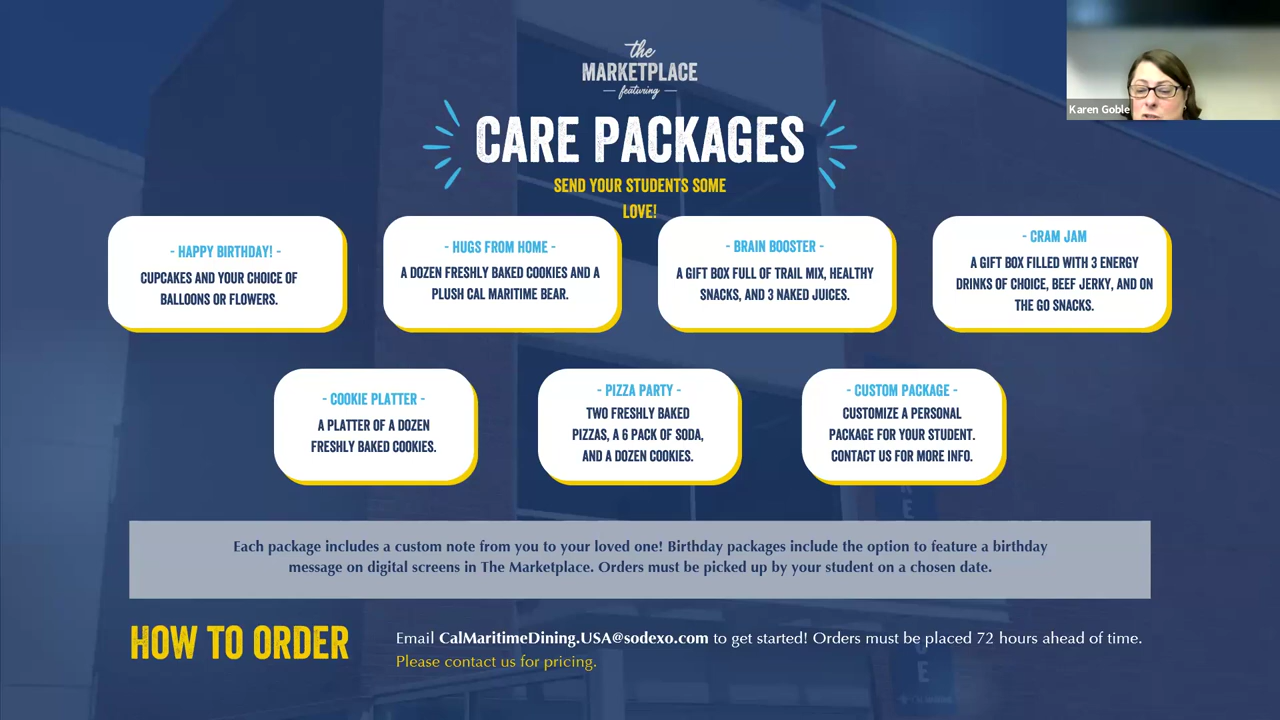 the
MARKETPLACE
featuring
Karen Goble
CARE PACKAGES
SEND YOUR STUDENTS SOME
LOVE!
- HAPPY BIRTHDAY! -
CUPCAKES AND YOUR CHOICE OF
BALLOONS OR FLOWERS.
- HUGS FROM HOME -
A DOZEN FRESHLY BAKED COOKIES AND A
PLUSH CAL MARITIME BEAR.
- BRAIN BOOSTER -
A GIFT BOX FULL OF TRAIL MIX, HEALTHY
SNACKS, AND 3 NAKED JUICES.
- CRAM JAM
A GIFT BOX FILLED WITH 3 ENERGY
DRINKS OF CHOICE, BEEF JERKY, AND ON
THE GO SNACKS.
- COOKIE PLATTER -
A PLATTER OF A DOZEN
FRESHLY BAKED COOKIES.
- PIZZA PARTY -
TWO FRESHLY BAKED
PIZZAS, A 6 PACK OF SODA,
AND A DOZEN COOKIES.
- CUSTOM PACKAGE -
CUSTOMIZE A PERSONAL
PACKAGE FOR YOUR STUDENT.
CONTACT US FOR MORE INFO.
Each package includes a custom note from you to your loved one! Birthday packages include the option to feature a birthday
message on digital screens in The Marketplace. Orders must be picked up by your student on a chosen date.
HOW TO ORDER
Email CalMaritimeDining.USA@sodexo.com to get started! Orders must be placed 72 hours ahead of time.
Please contact us for pricing.